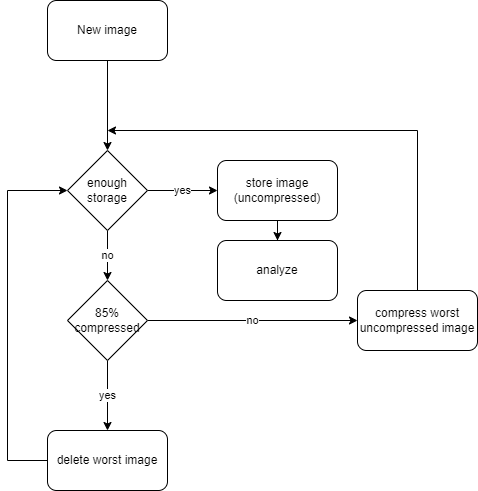 New image
enough
storage
yes
store image
(uncompressed)
no
analyze
85%
compressed
no
compress worst
uncompressed image
yes
delete worst image